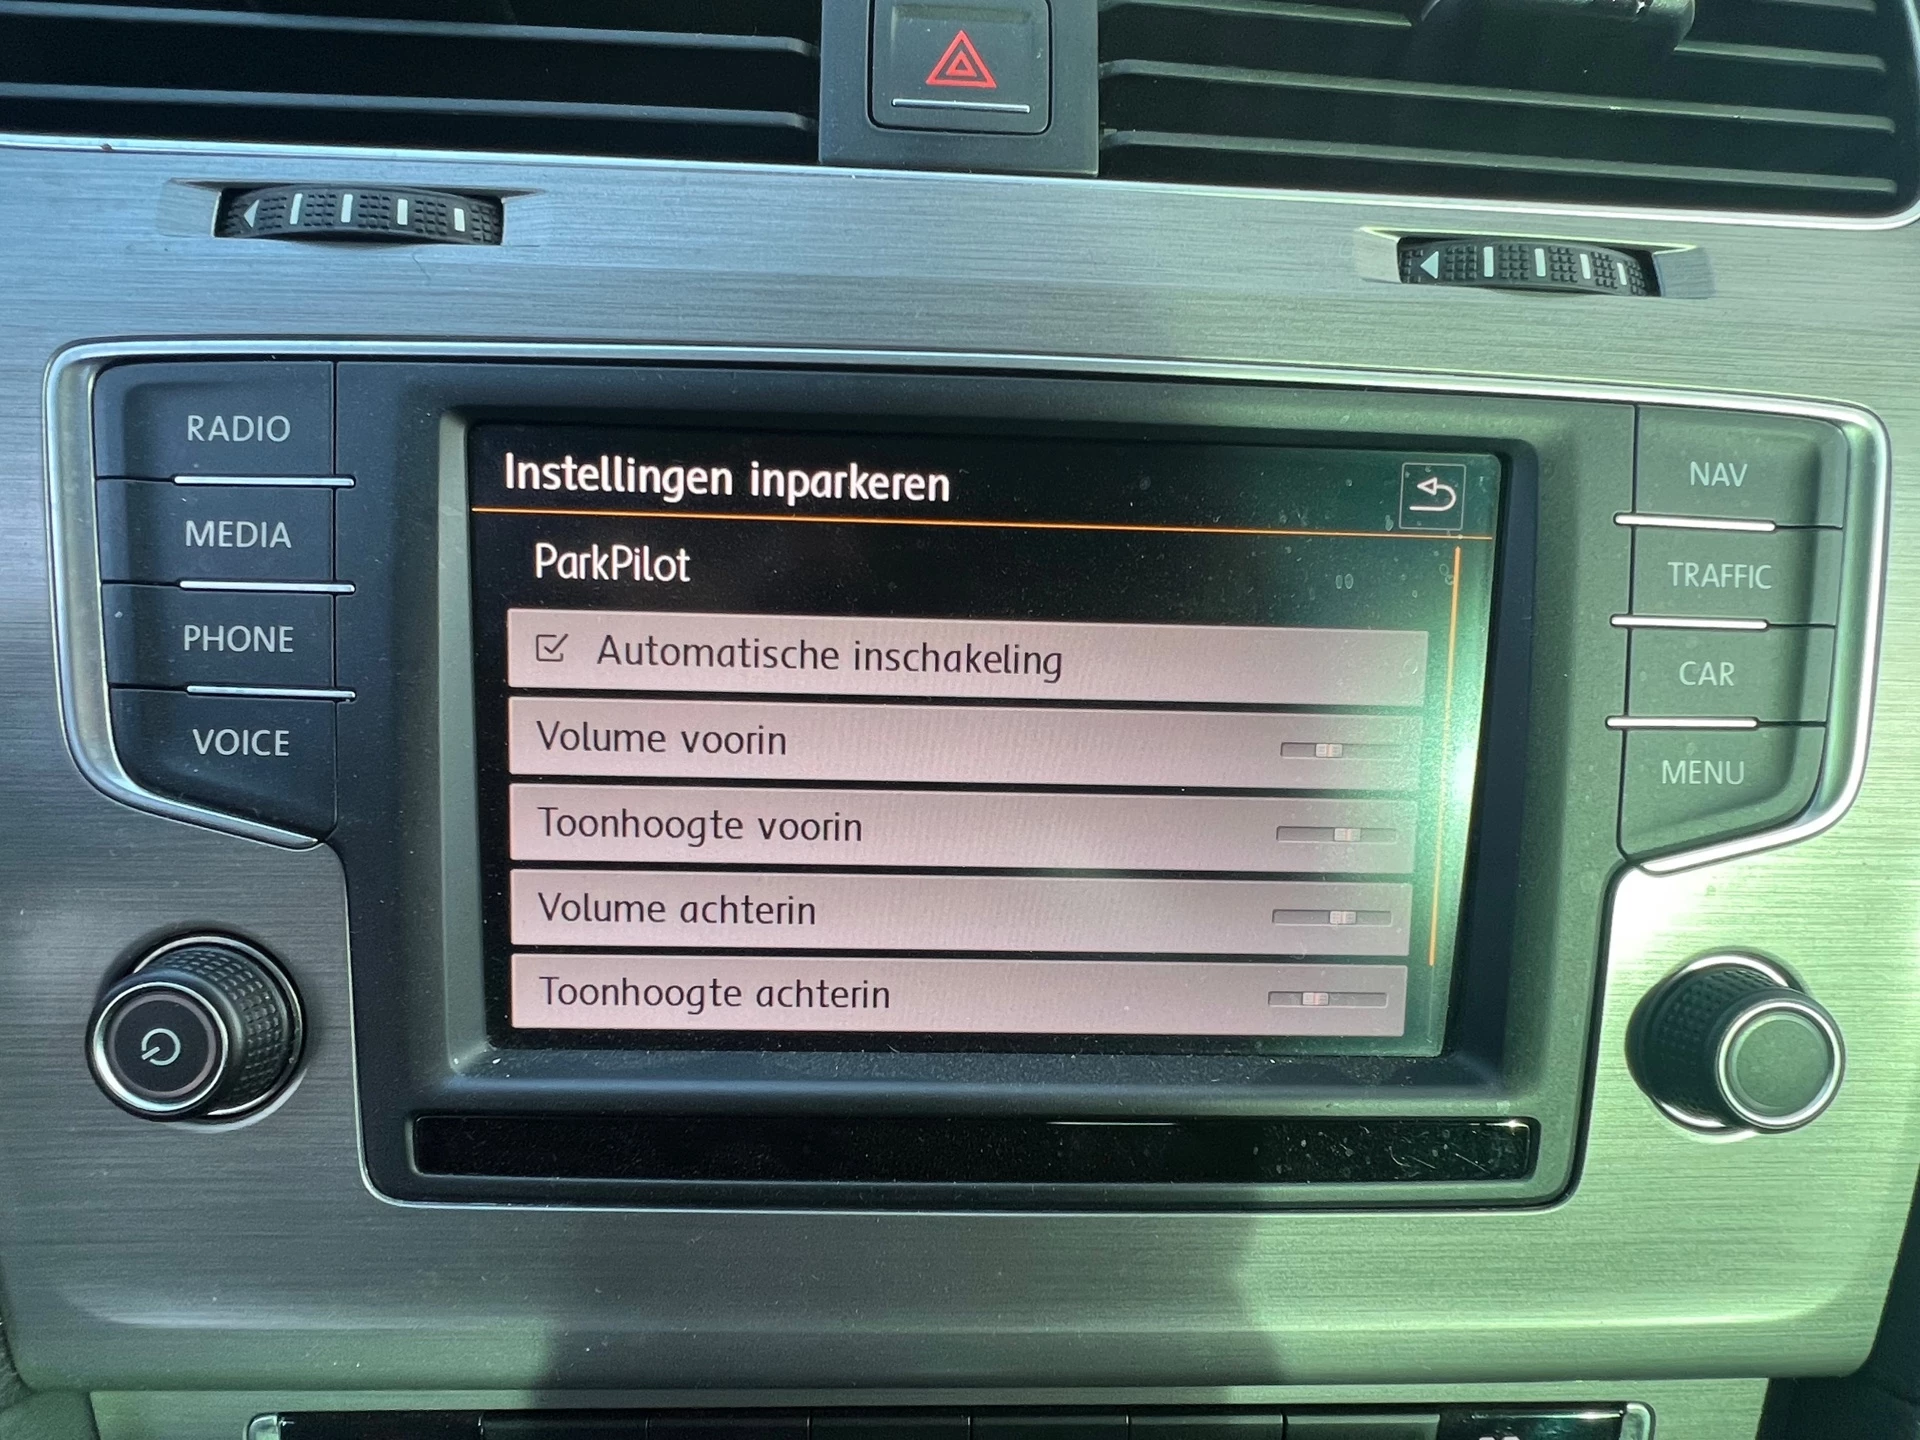 RADIO
MEDIA
PHONE
VOICE
Instellingen inparkeren
ParkPilot
Automatische inschakeling
Volume voorin
Toonhoogte voorin
Volume achterin
Toonhoogte achterin
NAV
TRAFFIC
CAR
MENU